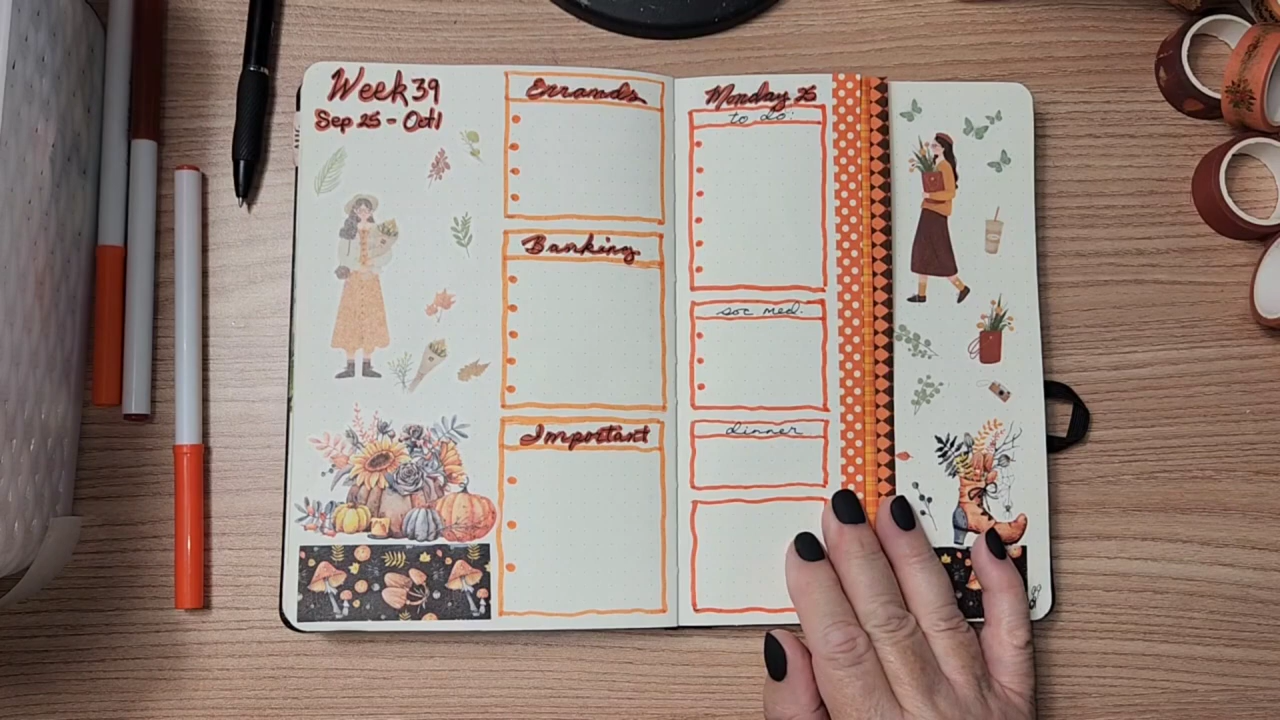 Week 39
Sep 25 - Oct 1
Errands
Banking
Important
Monday 25
to do:
soc med.
dinner